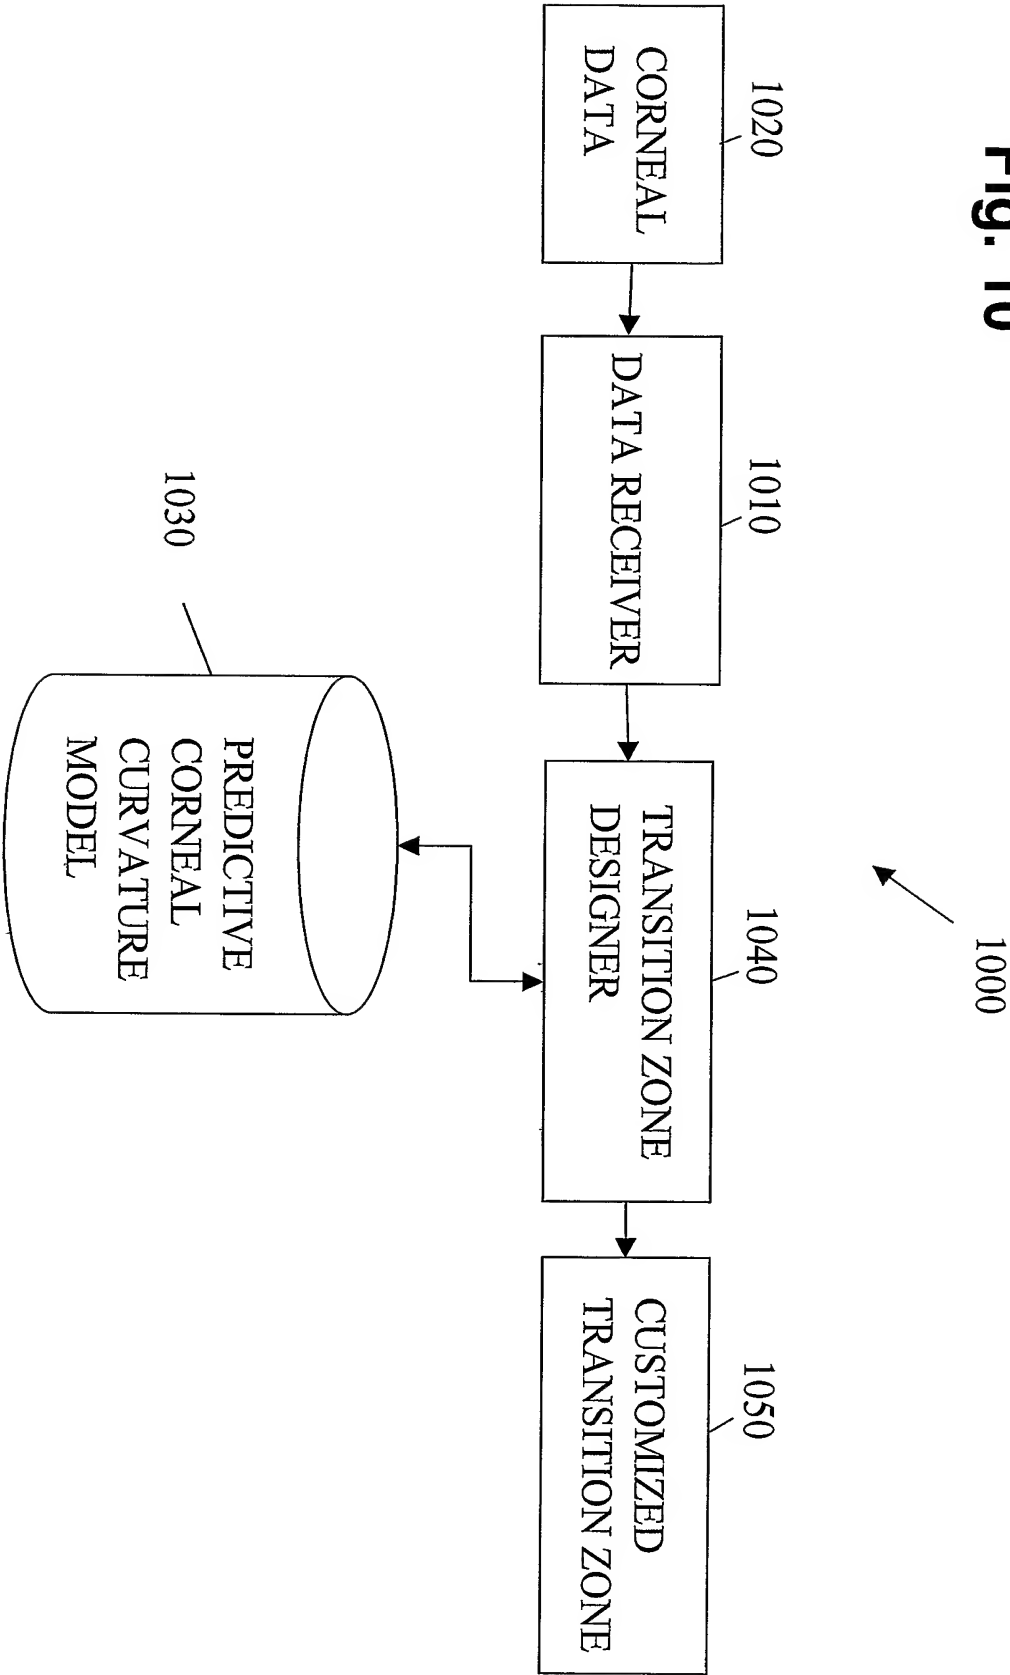 Fig. 10
1000
1020
1010
1040
1050
CORNEAL
DATA
DATA RECEIVER
TRANSITION ZONE
DESIGNER
CUSTOMIZED
TRANSITION ZONE
1030
PREDICTIVE
CORNEAL
CURVATURE
MODEL